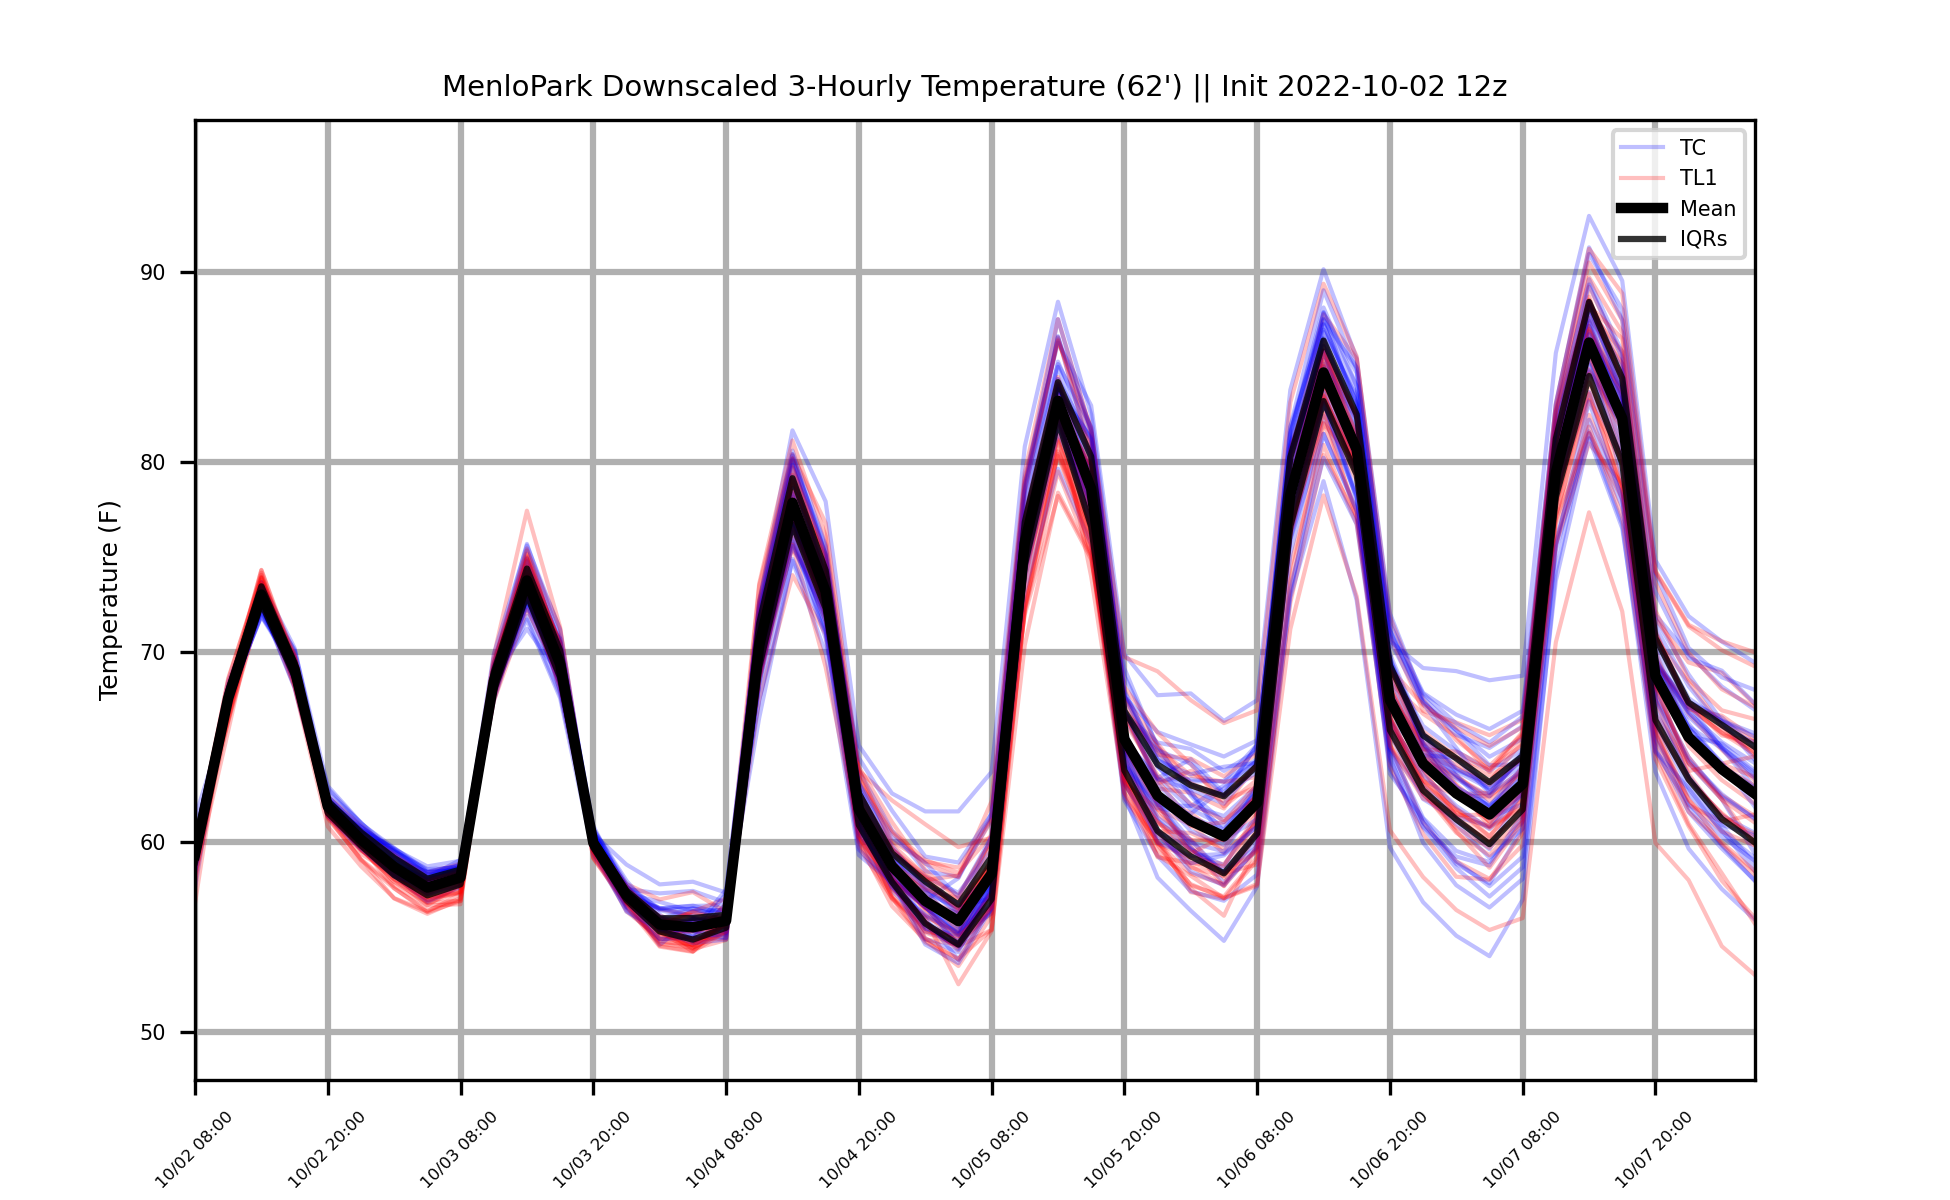 MenloPark Downscaled 3-Hourly Temperature (62') || Init 2022-10-02 12z
TC
TL1
Mean
IQRs
Temperature (F)
90
80
70
60
50
10/02 08:00
10/02 20:00
10/03 08:00
10/03 20:00
10/04 08:00
10/04 20:00
10/05 08:00
10/05 20:00
10/06 08:00
10/06 20:00
10/07 08:00
10/07 20:00